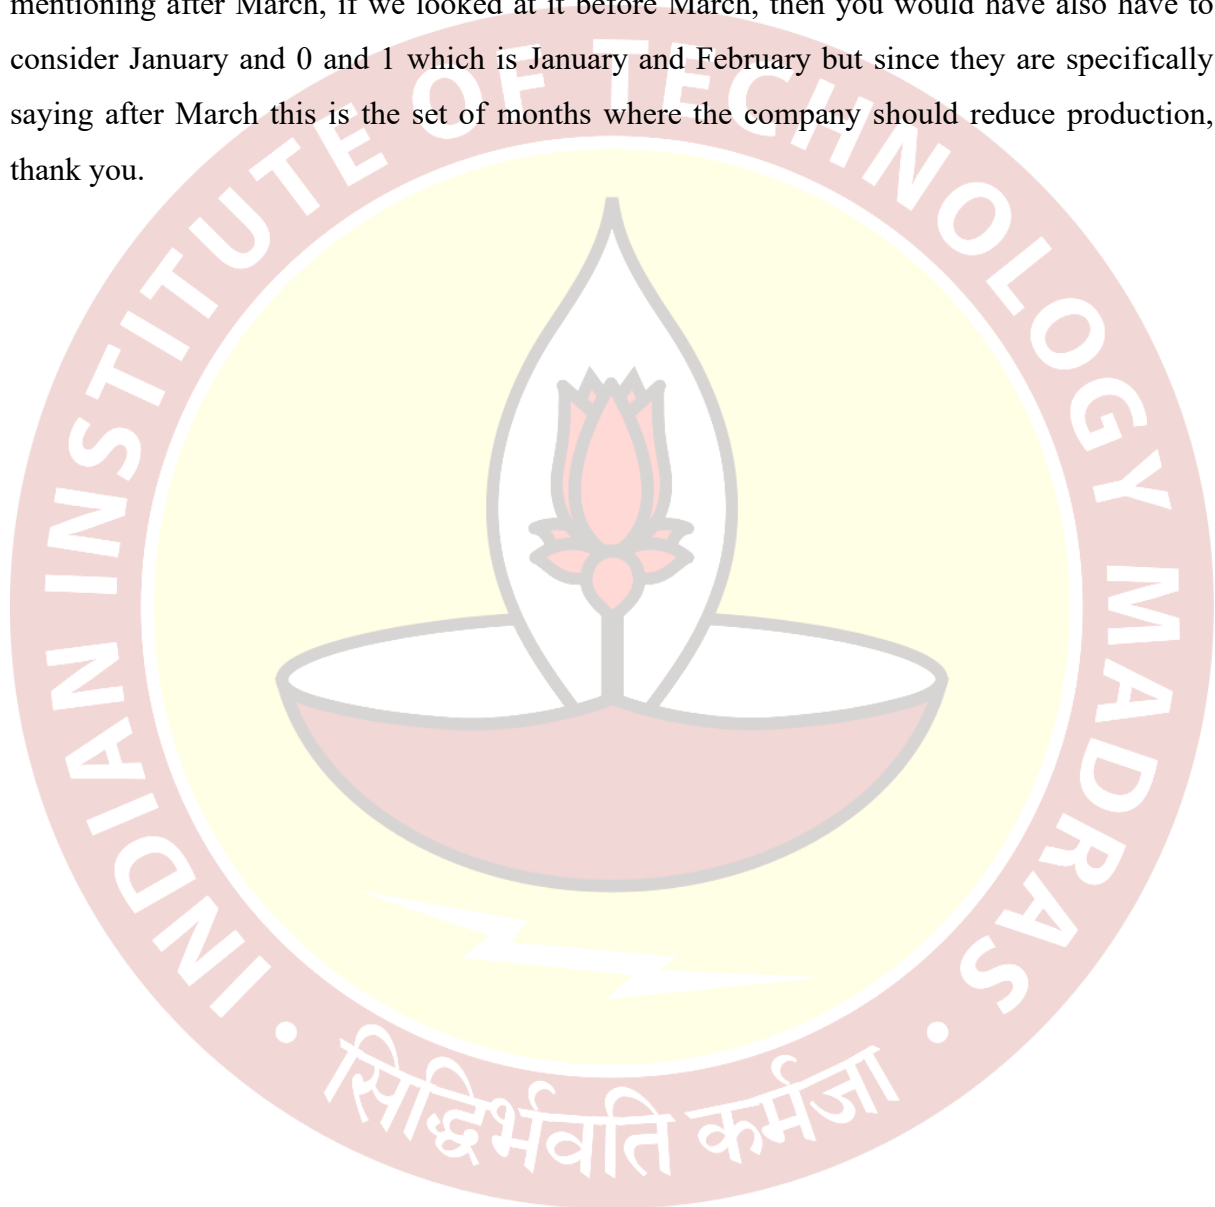 mentioning after March, if we looked at it before March, then you would have also have to
consider January and 0 and 1 which is January and February but since they are specifically
saying after March this is the set of months where the company should reduce production,
thank you.
INDIAN INSTITUTE OF TECHNOLOGY MADRAS
सिद्धिर्भवति कर्मजा